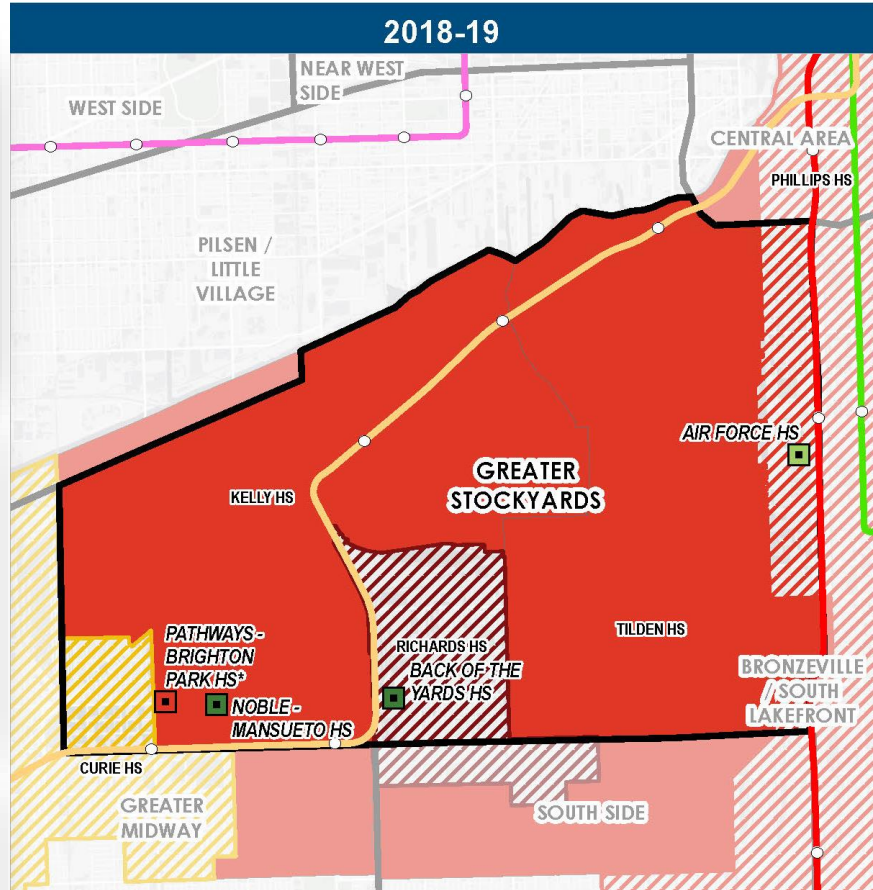 2018-19
NEAR WEST
SIDE
WEST SIDE
CENTRAL AREA
PHILLIPS HS
PILSEN /
LITTLE
VILLAGE
AIR FORCE HS
GREATER
STOCKYARDS
KELLY HS
PATHWAYS -
BRIGHTON
PARK HS*
NOBLE -
MANSUETO HS
RICHARDS HS
BACK OF THE
YARDS HS
TILDEN HS
BRONZEVILLE
/ SOUTH
LAKEFRONT
CURIE HS
GREATER
MIDWAY
SOUTH SIDE